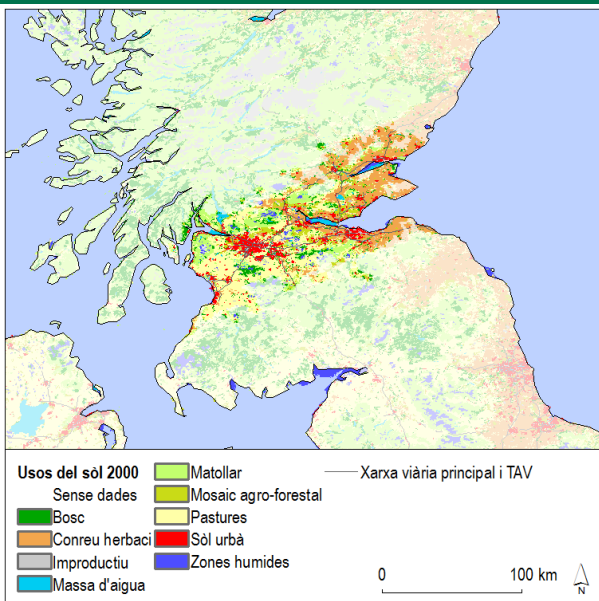 Usos del sòl 2000
Sense dades
Bosc
Conreu herbaci
Improductiu
Massa d'aigua
Matollar
Mosaic agro-forestal
Pastures
Sòl urbà
Zones humides
Xarxa viària principal i TAV
0 100 km
N